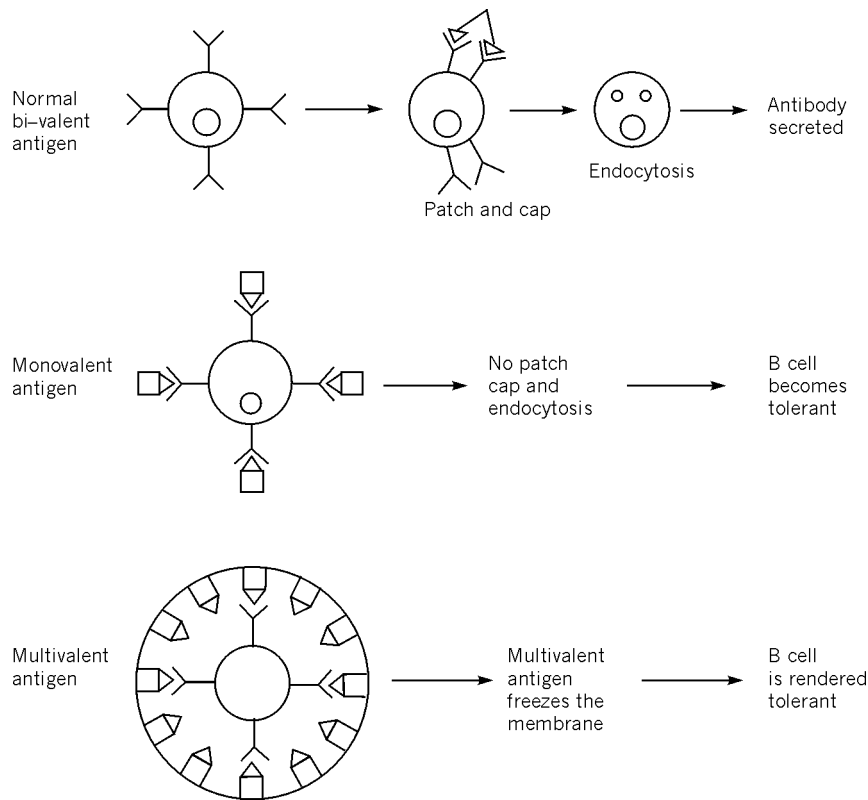 Normal
bi–valent
antigen
Patch and cap
Endocytosis
Antibody
secreted
Monovalent
antigen
No patch
cap and
endocytosis
B cell
becomes
tolerant
Multivalent
antigen
Multivalent
antigen
freezes the
membrane
B cell
is rendered
tolerant